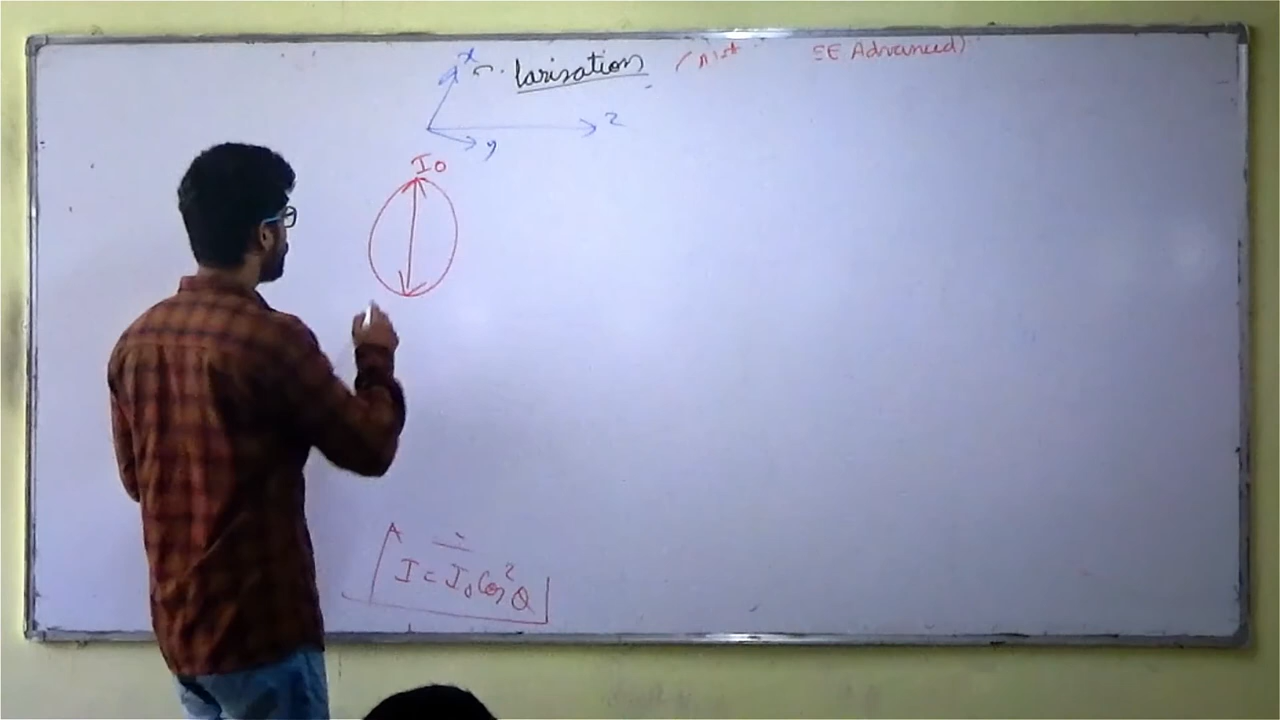 x larisation ( n't SE Advanced)
z
y
I0
A
I = I0 Cos2 θ